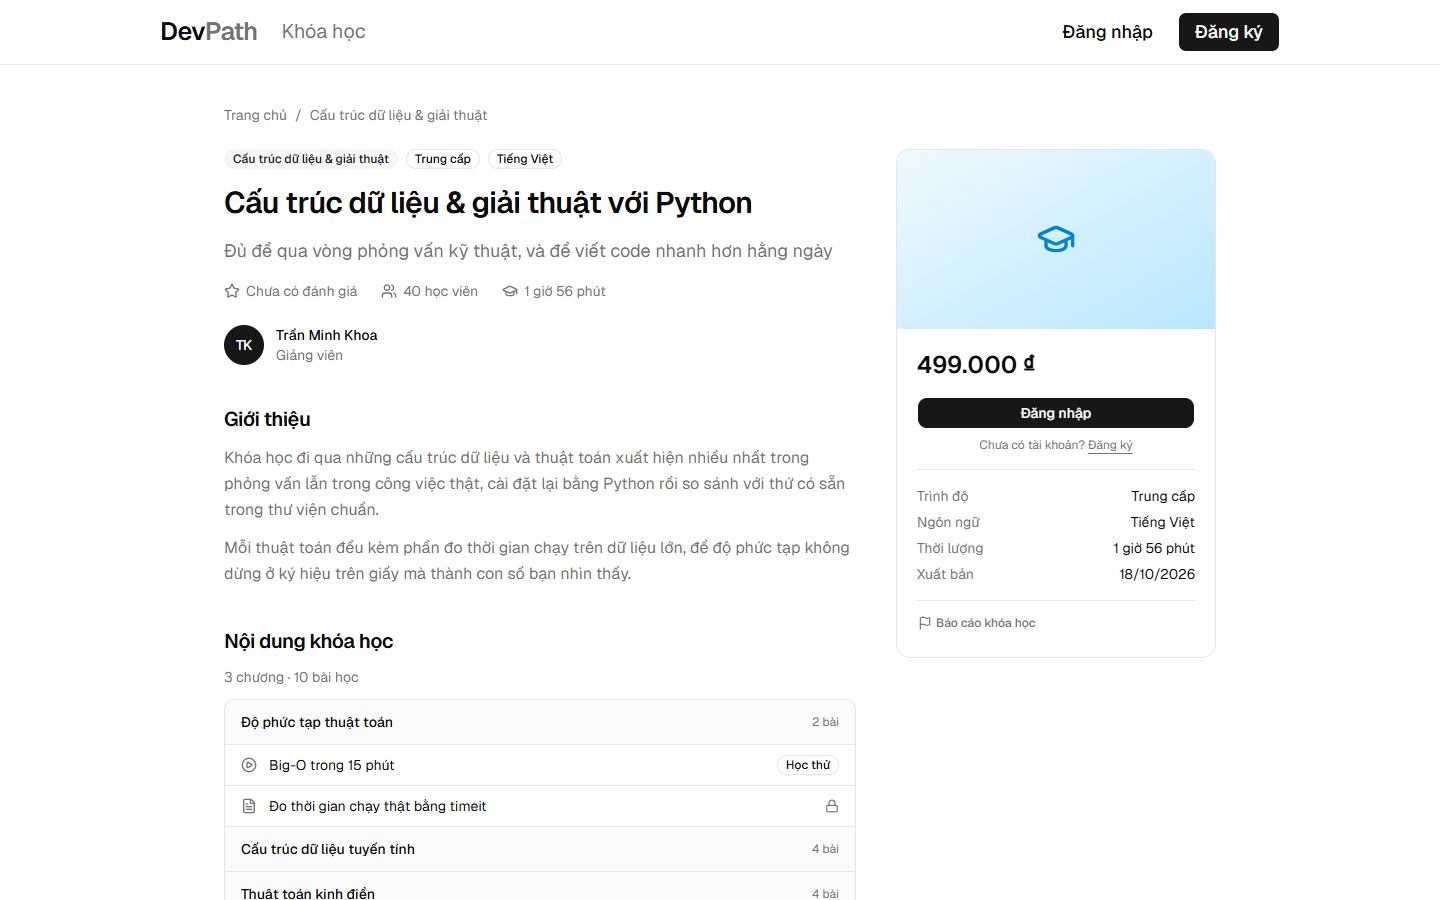 DevPath Khóa học Đăng nhập Đăng ký
Trang chủ / Cấu trúc dữ liệu & giải thuật
Cấu trúc dữ liệu & giải thuật Trung cấp Tiếng Việt
Cấu trúc dữ liệu & giải thuật với Python
Đủ để qua vòng phỏng vấn kỹ thuật, và để viết code nhanh hơn hằng ngày
Chưa có đánh giá 40 học viên 1 giờ 56 phút
TK
Trần Minh Khoa
Giảng viên
Giới thiệu
Khóa học đi qua những cấu trúc dữ liệu và thuật toán xuất hiện nhiều nhất trong
phỏng vấn lẫn trong công việc thật, cài đặt lại bằng Python rồi so sánh với thứ có sẵn
trong thư viện chuẩn.
Mỗi thuật toán đều kèm phần đo thời gian chạy trên dữ liệu lớn, để độ phức tạp không
dừng ở ký hiệu trên giấy mà thành con số bạn nhìn thấy.
Nội dung khóa học
3 chương · 10 bài học
Độ phức tạp thuật toán 2 bài
Big-O trong 15 phút Học thử
Đo thời gian chạy thật bằng timeit
Cấu trúc dữ liệu tuyến tính 4 bài
Thuật toán kinh điển 4 bài
499.000 ₫
Đăng nhập
Chưa có tài khoản? Đăng ký
Trình độ Trung cấp
Ngôn ngữ Tiếng Việt
Thời lượng 1 giờ 56 phút
Xuất bản 18/10/2026
Báo cáo khóa học